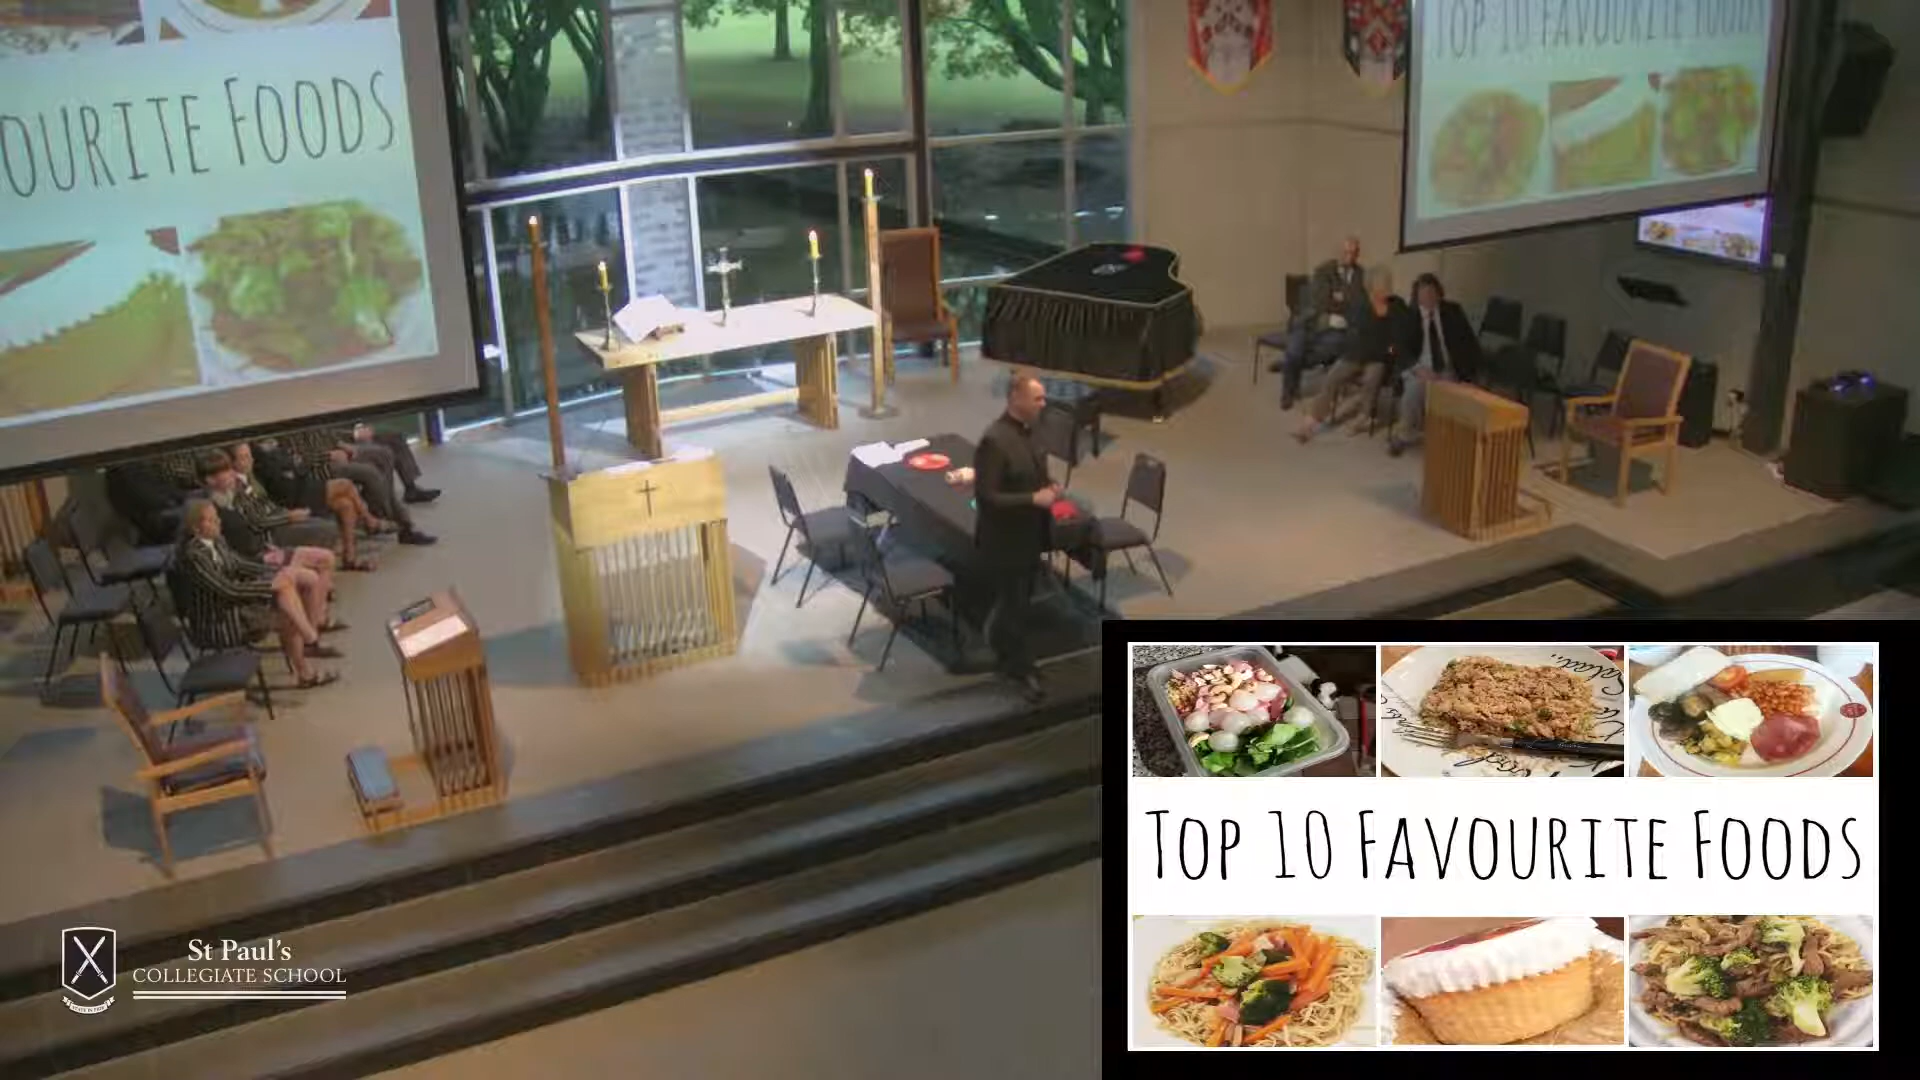 OURITE FOODS
TOP 10 FAVOURITE FOODS
TOP 10 FAVOURITE FOODS
St Paul's
COLLEGIATE SCHOOL